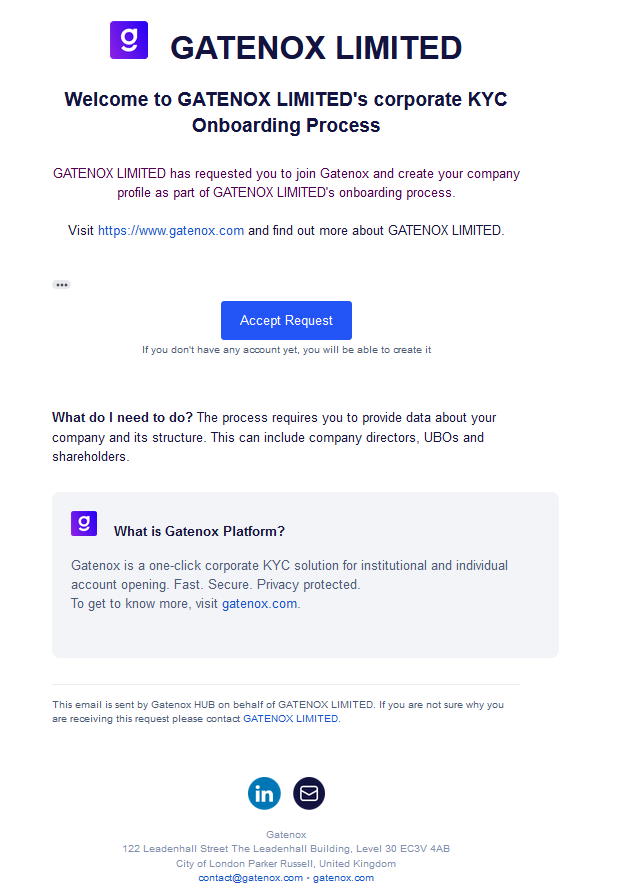 g GATENOX LIMITED
Welcome to GATENOX LIMITED's corporate KYC
Onboarding Process
GATENOX LIMITED has requested you to join Gatenox and create your company
profile as part of GATENOX LIMITED's onboarding process.
Visit https://www.gatenox.com and find out more about GATENOX LIMITED.
Accept Request
If you don't have any account yet, you will be able to create it
What do I need to do? The process requires you to provide data about your
company and its structure. This can include company directors, UBOs and
shareholders.
g What is Gatenox Platform?
Gatenox is a one-click corporate KYC solution for institutional and individual
account opening. Fast. Secure. Privacy protected.
To get to know more, visit gatenox.com.
This email is sent by Gatenox HUB on behalf of GATENOX LIMITED. If you are not sure why you
are receiving this request please contact GATENOX LIMITED.
in
Gatenox
122 Leadenhall Street The Leadenhall Building, Level 30 EC3V 4AB
City of London Parker Russell, United Kingdom
contact@gatenox.com - gatenox.com